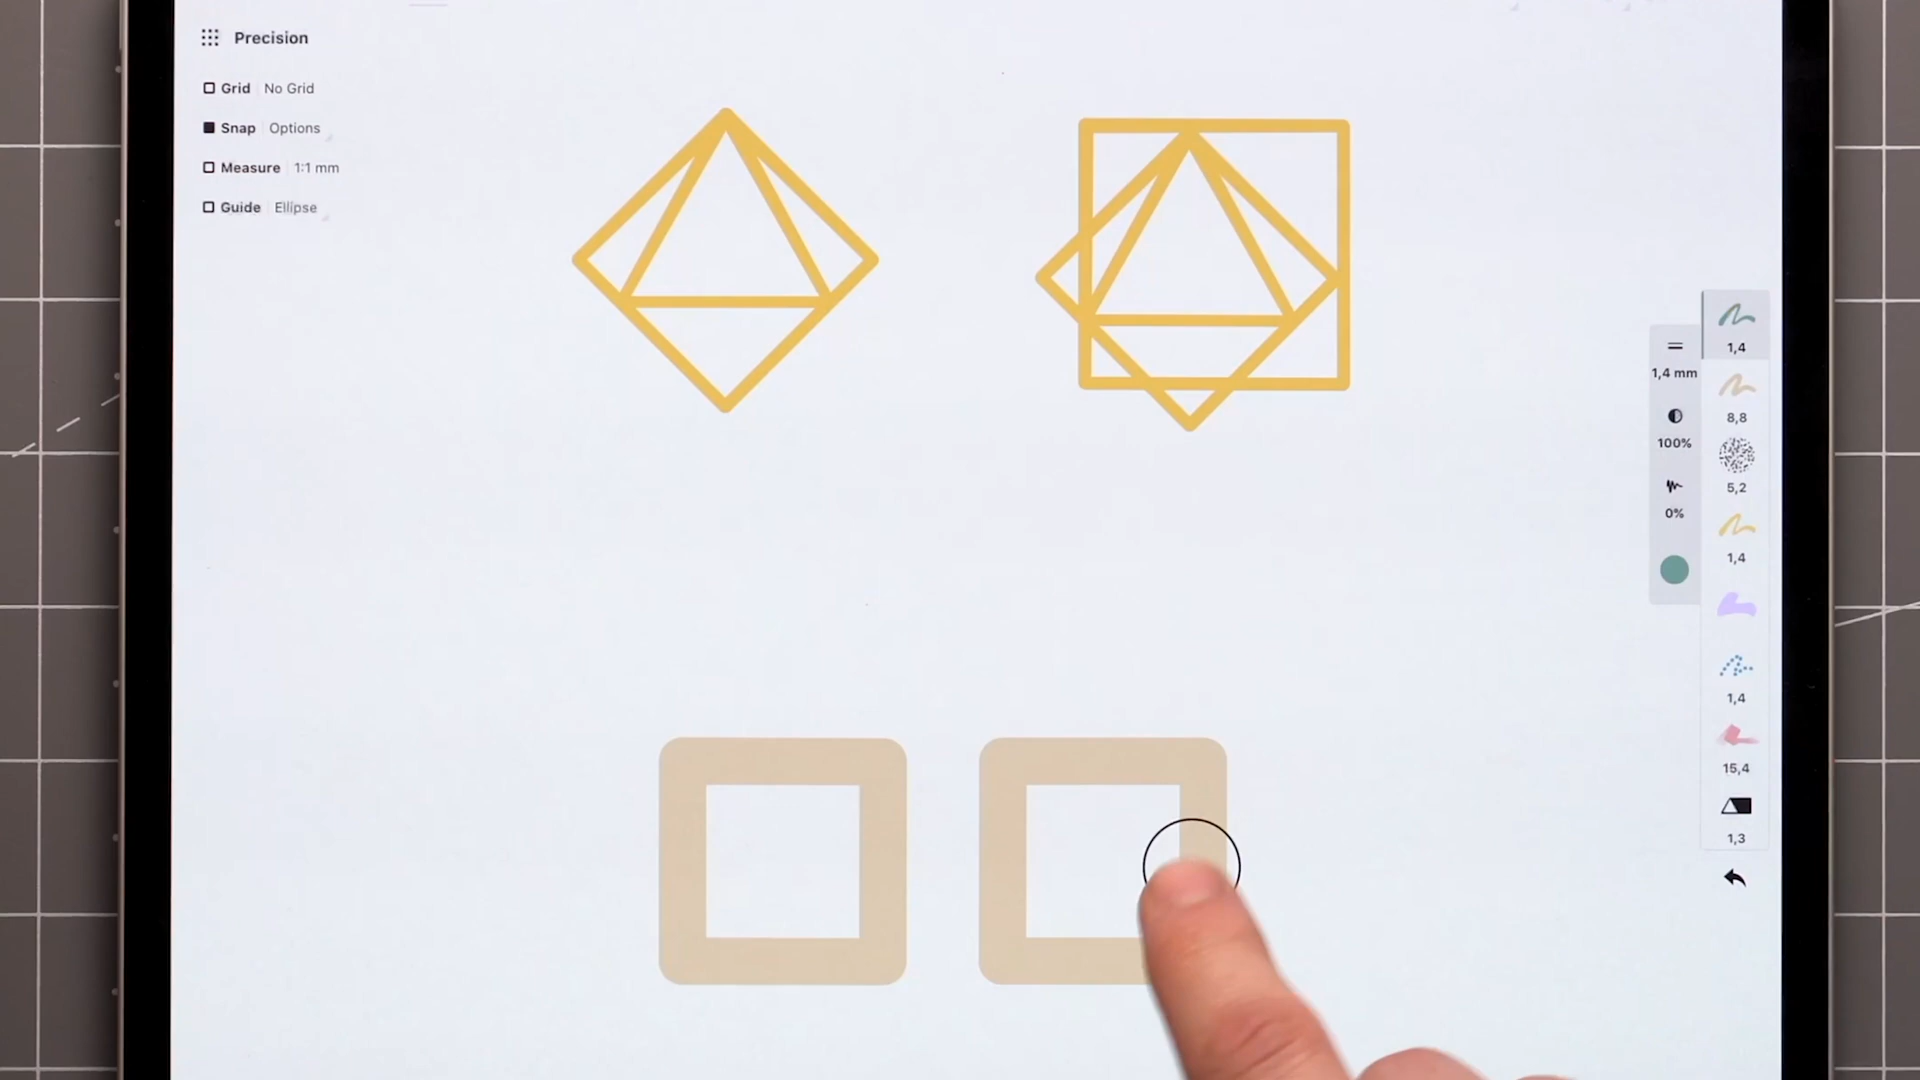 Precision
Grid No Grid
Snap Options
Measure 1:1 mm
Guide Ellipse
1,4
1,4 mm
8,8
100%
5,2
0%
1,4
1,4
15,4
1,3